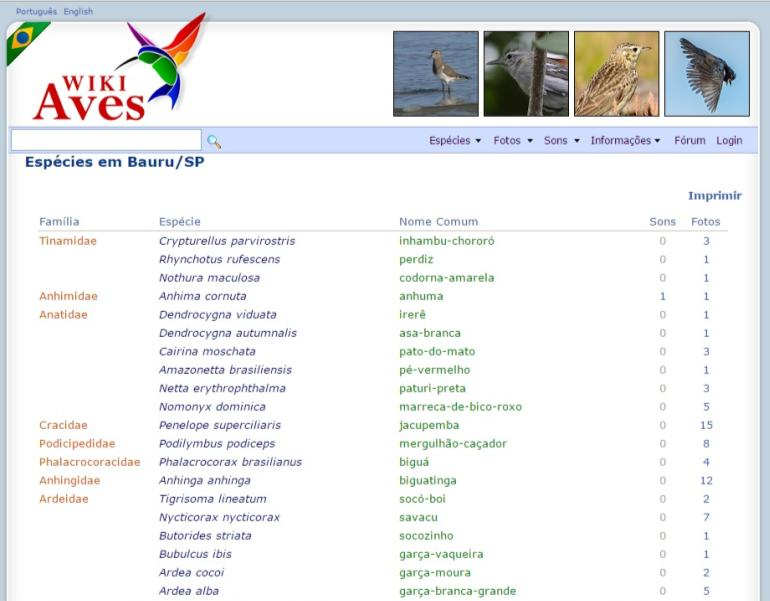 Português English
WIKI
AVes
Espécies Fotos Sons Informações Fórum Login
Espécies em Bauru/SP
Imprimir
Família Espécie Nome Comum Sons Fotos
Tinamidae Crypturellus parvirostris inhambu-chororó 0 3
Rhynchotus rufescens perdiz 0 1
Nothura maculosa codorna-amarela 0 1
Anhimidae Anhima cornuta anhuma 1 1
Anatidae Dendrocygna viduata irerê 0 1
Dendrocygna autumnalis asa-branca 0 1
Cairina moschata pato-do-mato 0 3
Amazonetta brasiliensis pé-vermelho 0 1
Netta erythrophthalma paturi-preta 0 3
Nomonyx dominica marreca-de-bico-roxo 0 5
Cracidae Penelope superciliaris jacupemba 0 15
Podicipedidae Podilymbus podiceps mergulhão-caçador 0 8
Phalacrocoracidae Phalacrocorax brasilianus biguá 0 4
Anhingidae Anhinga anhinga biguatinga 0 12
Ardeidae Tigrisoma lineatum socó-boi 0 2
Nycticorax nycticorax savacu 0 7
Butorides striata socozinho 0 1
Bubulcus ibis garça-vaqueira 0 1
Ardea cocoi garça-moura 0 2
Ardea alba garça-branca-grande 0 5